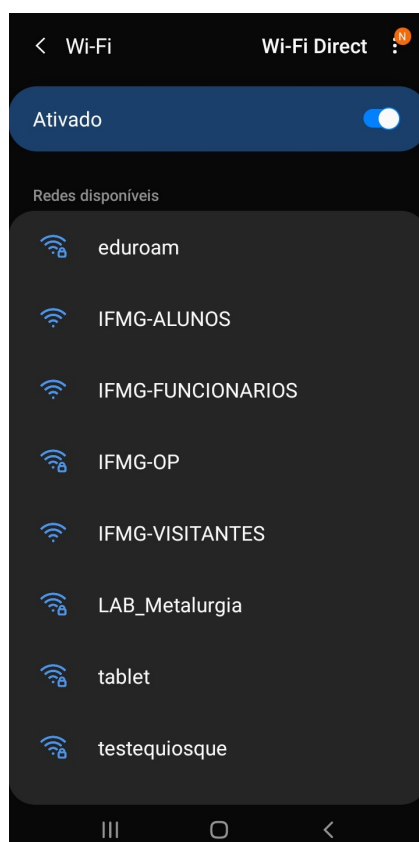 Wi-Fi Wi-Fi Direct N
Ativado
Redes disponíveis
eduroam
IFMG-ALUNOS
IFMG-FUNCIONARIOS
IFMG-OP
IFMG-VISITANTES
LAB_Metalurgia
tablet
testequiosque